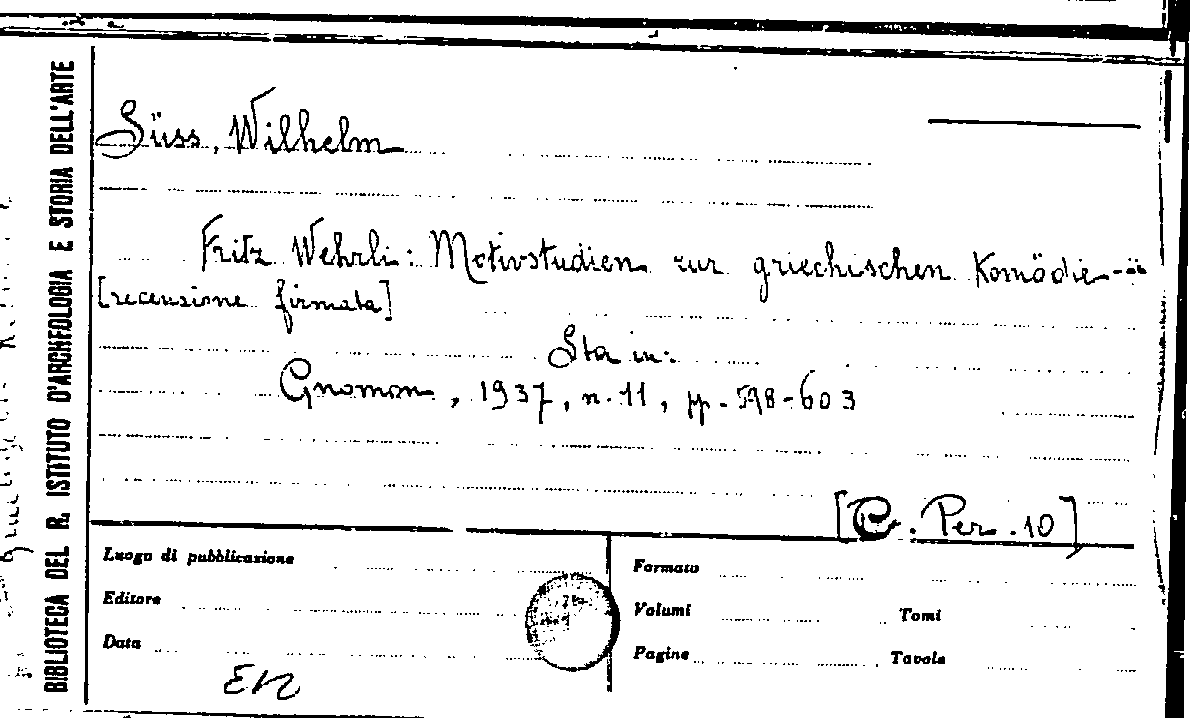 BIBLIOTECA DEL R. ISTITUTO D'ARCHEOLOGIA E STORIA DELL'ARTE
Süss, Wilhelm
Fritz Wehrli: Motivstudien zur griechischen Komödie
[recensione firmata]
Sta in:
Gnomon, 1937, n. 11, pp. 598-603
[C. Per. 10]
Luogo di pubblicazione
Formato
Editore
Volumi Tomi
Data
Pagine Tavole